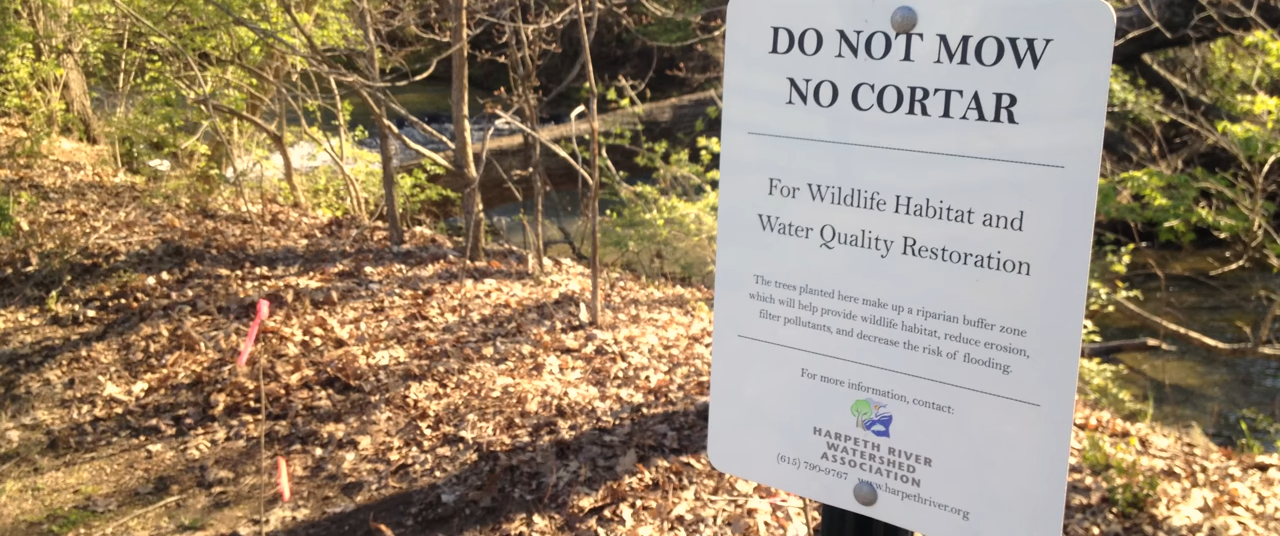 DO NOT MOW
NO CORTAR
For Wildlife Habitat and
Water Quality Restoration
The trees planted here make up a riparian buffer zone
which will help provide wildlife habitat, reduce erosion,
filter pollutants, and decrease the risk of flooding.
For more information, contact:
HARPETH RIVER
WATERSHED
ASSOCIATION
(615) 790-9767 www.harpethriver.org